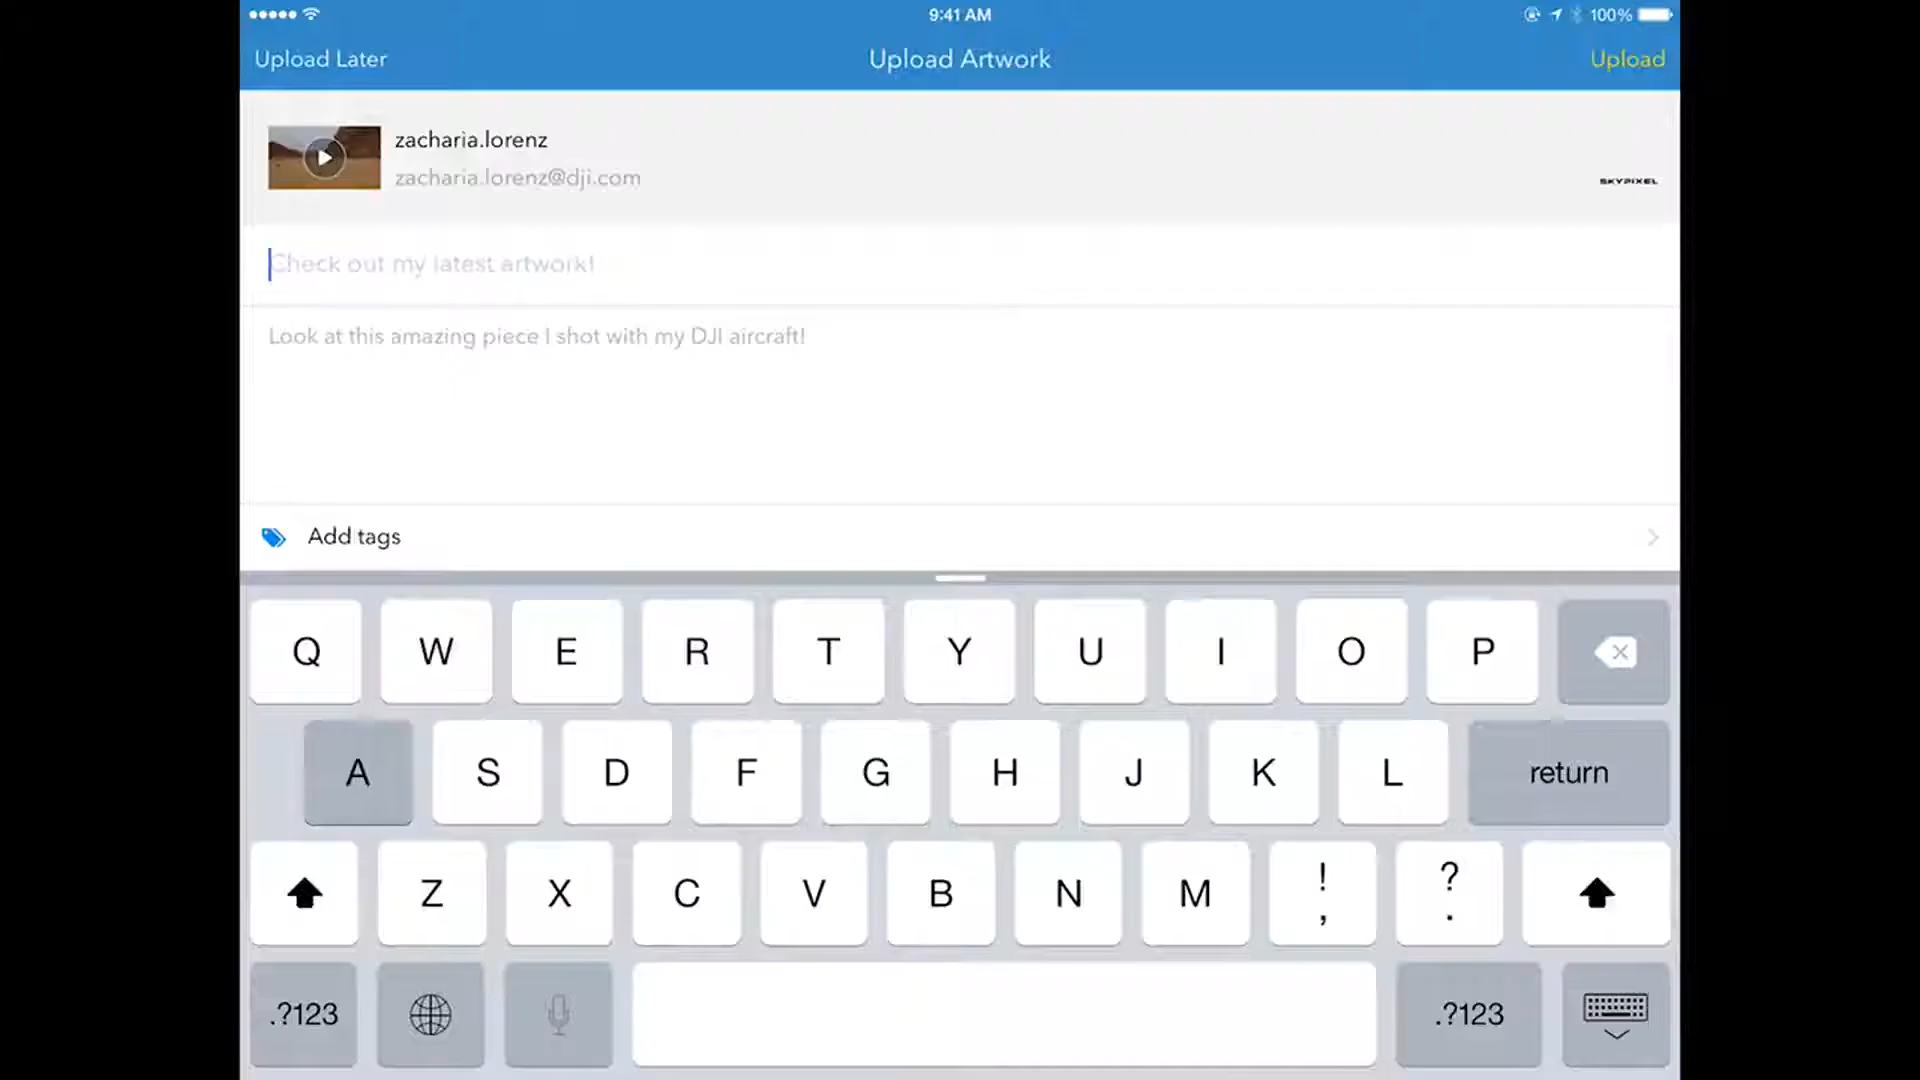 9:41 AM
100%
Upload Later
Upload Artwork
Upload
zacharia.lorenz
zacharia.lorenz@dji.com
SKYPIXEL
Check out my latest artwork!
Look at this amazing piece I shot with my DJI aircraft!
Add tags
Q W E R T Y U I O P
A S D F G H J K L return
Z X C V B N M ! , ? .
.?123 .?123